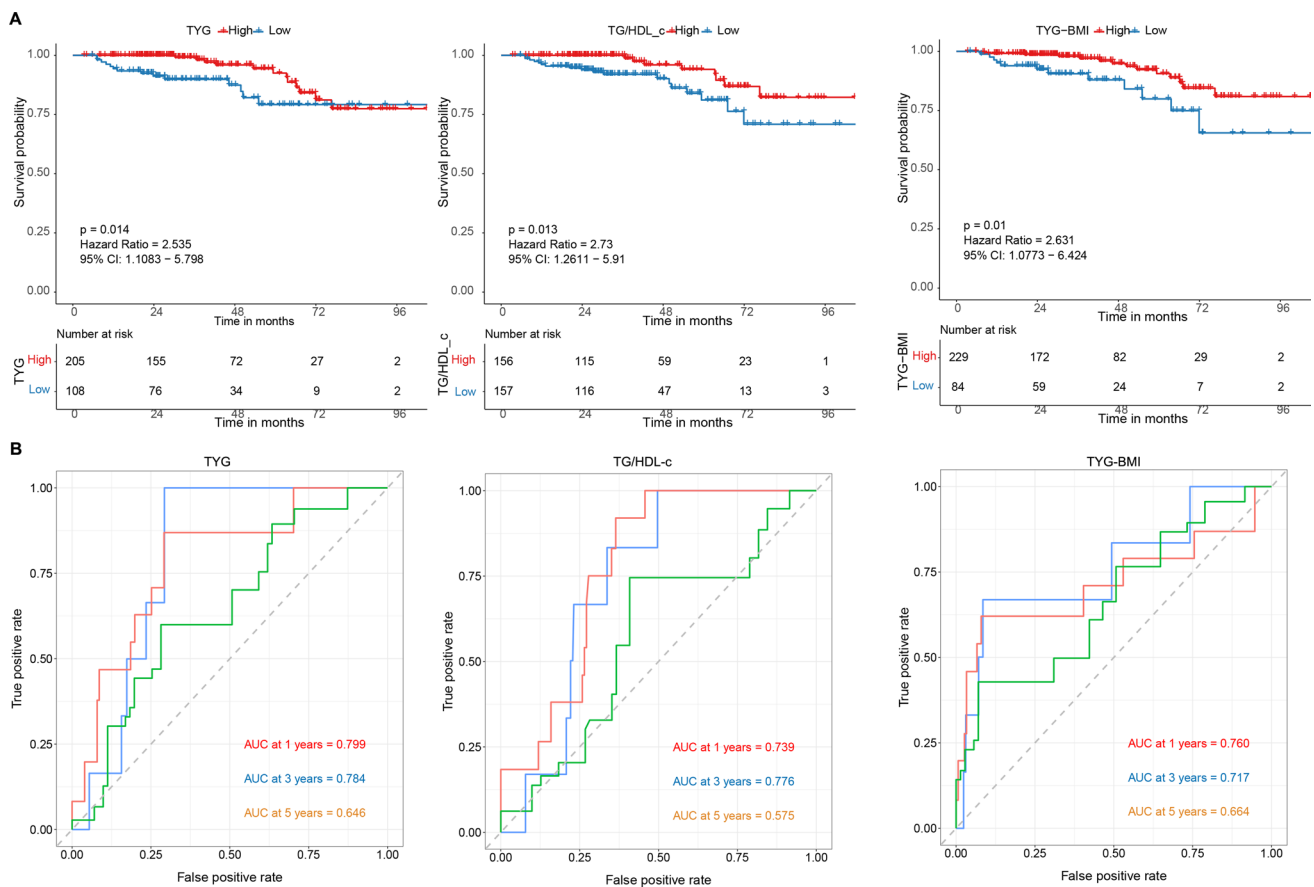 A
TYG High Low
Survival probability
1.00
0.75
0.50
0.25
0.00
p = 0.014
Hazard Ratio = 2.535
95% CI: 1.1083 − 5.798
0 24 48 72 96
Time in months
Number at risk
TYG
High 205 155 72 27 2
Low 108 76 34 9 2
0 24 48 72 96
Time in months
TG/HDL_c High Low
Survival probability
1.00
0.75
0.50
0.25
0.00
p = 0.013
Hazard Ratio = 2.73
95% CI: 1.2611 − 5.91
0 24 48 72 96
Time in months
Number at risk
TG/HDL_c
High 156 115 59 23 1
Low 157 116 47 13 3
0 24 48 72 96
Time in months
TYG−BMI High Low
Survival probability
1.00
0.75
0.50
0.25
0.00
p = 0.01
Hazard Ratio = 2.631
95% CI: 1.0773 − 6.424
0 24 48 72 96
Time in months
Number at risk
TYG−BMI
High 229 172 82 29 2
Low 84 59 24 7 2
0 24 48 72 96
Time in months
B
TYG
True positive rate
1.00
0.75
0.50
0.25
0.00
AUC at 1 years = 0.799
AUC at 3 years = 0.784
AUC at 5 years = 0.646
0.00 0.25 0.50 0.75 1.00
False positive rate
TG/HDL-c
True positive rate
1.00
0.75
0.50
0.25
0.00
AUC at 1 years = 0.739
AUC at 3 years = 0.776
AUC at 5 years = 0.575
0.00 0.25 0.50 0.75 1.00
False positive rate
TYG-BMI
True positive rate
1.00
0.75
0.50
0.25
0.00
AUC at 1 years = 0.760
AUC at 3 years = 0.717
AUC at 5 years = 0.664
0.00 0.25 0.50 0.75 1.00
False positive rate